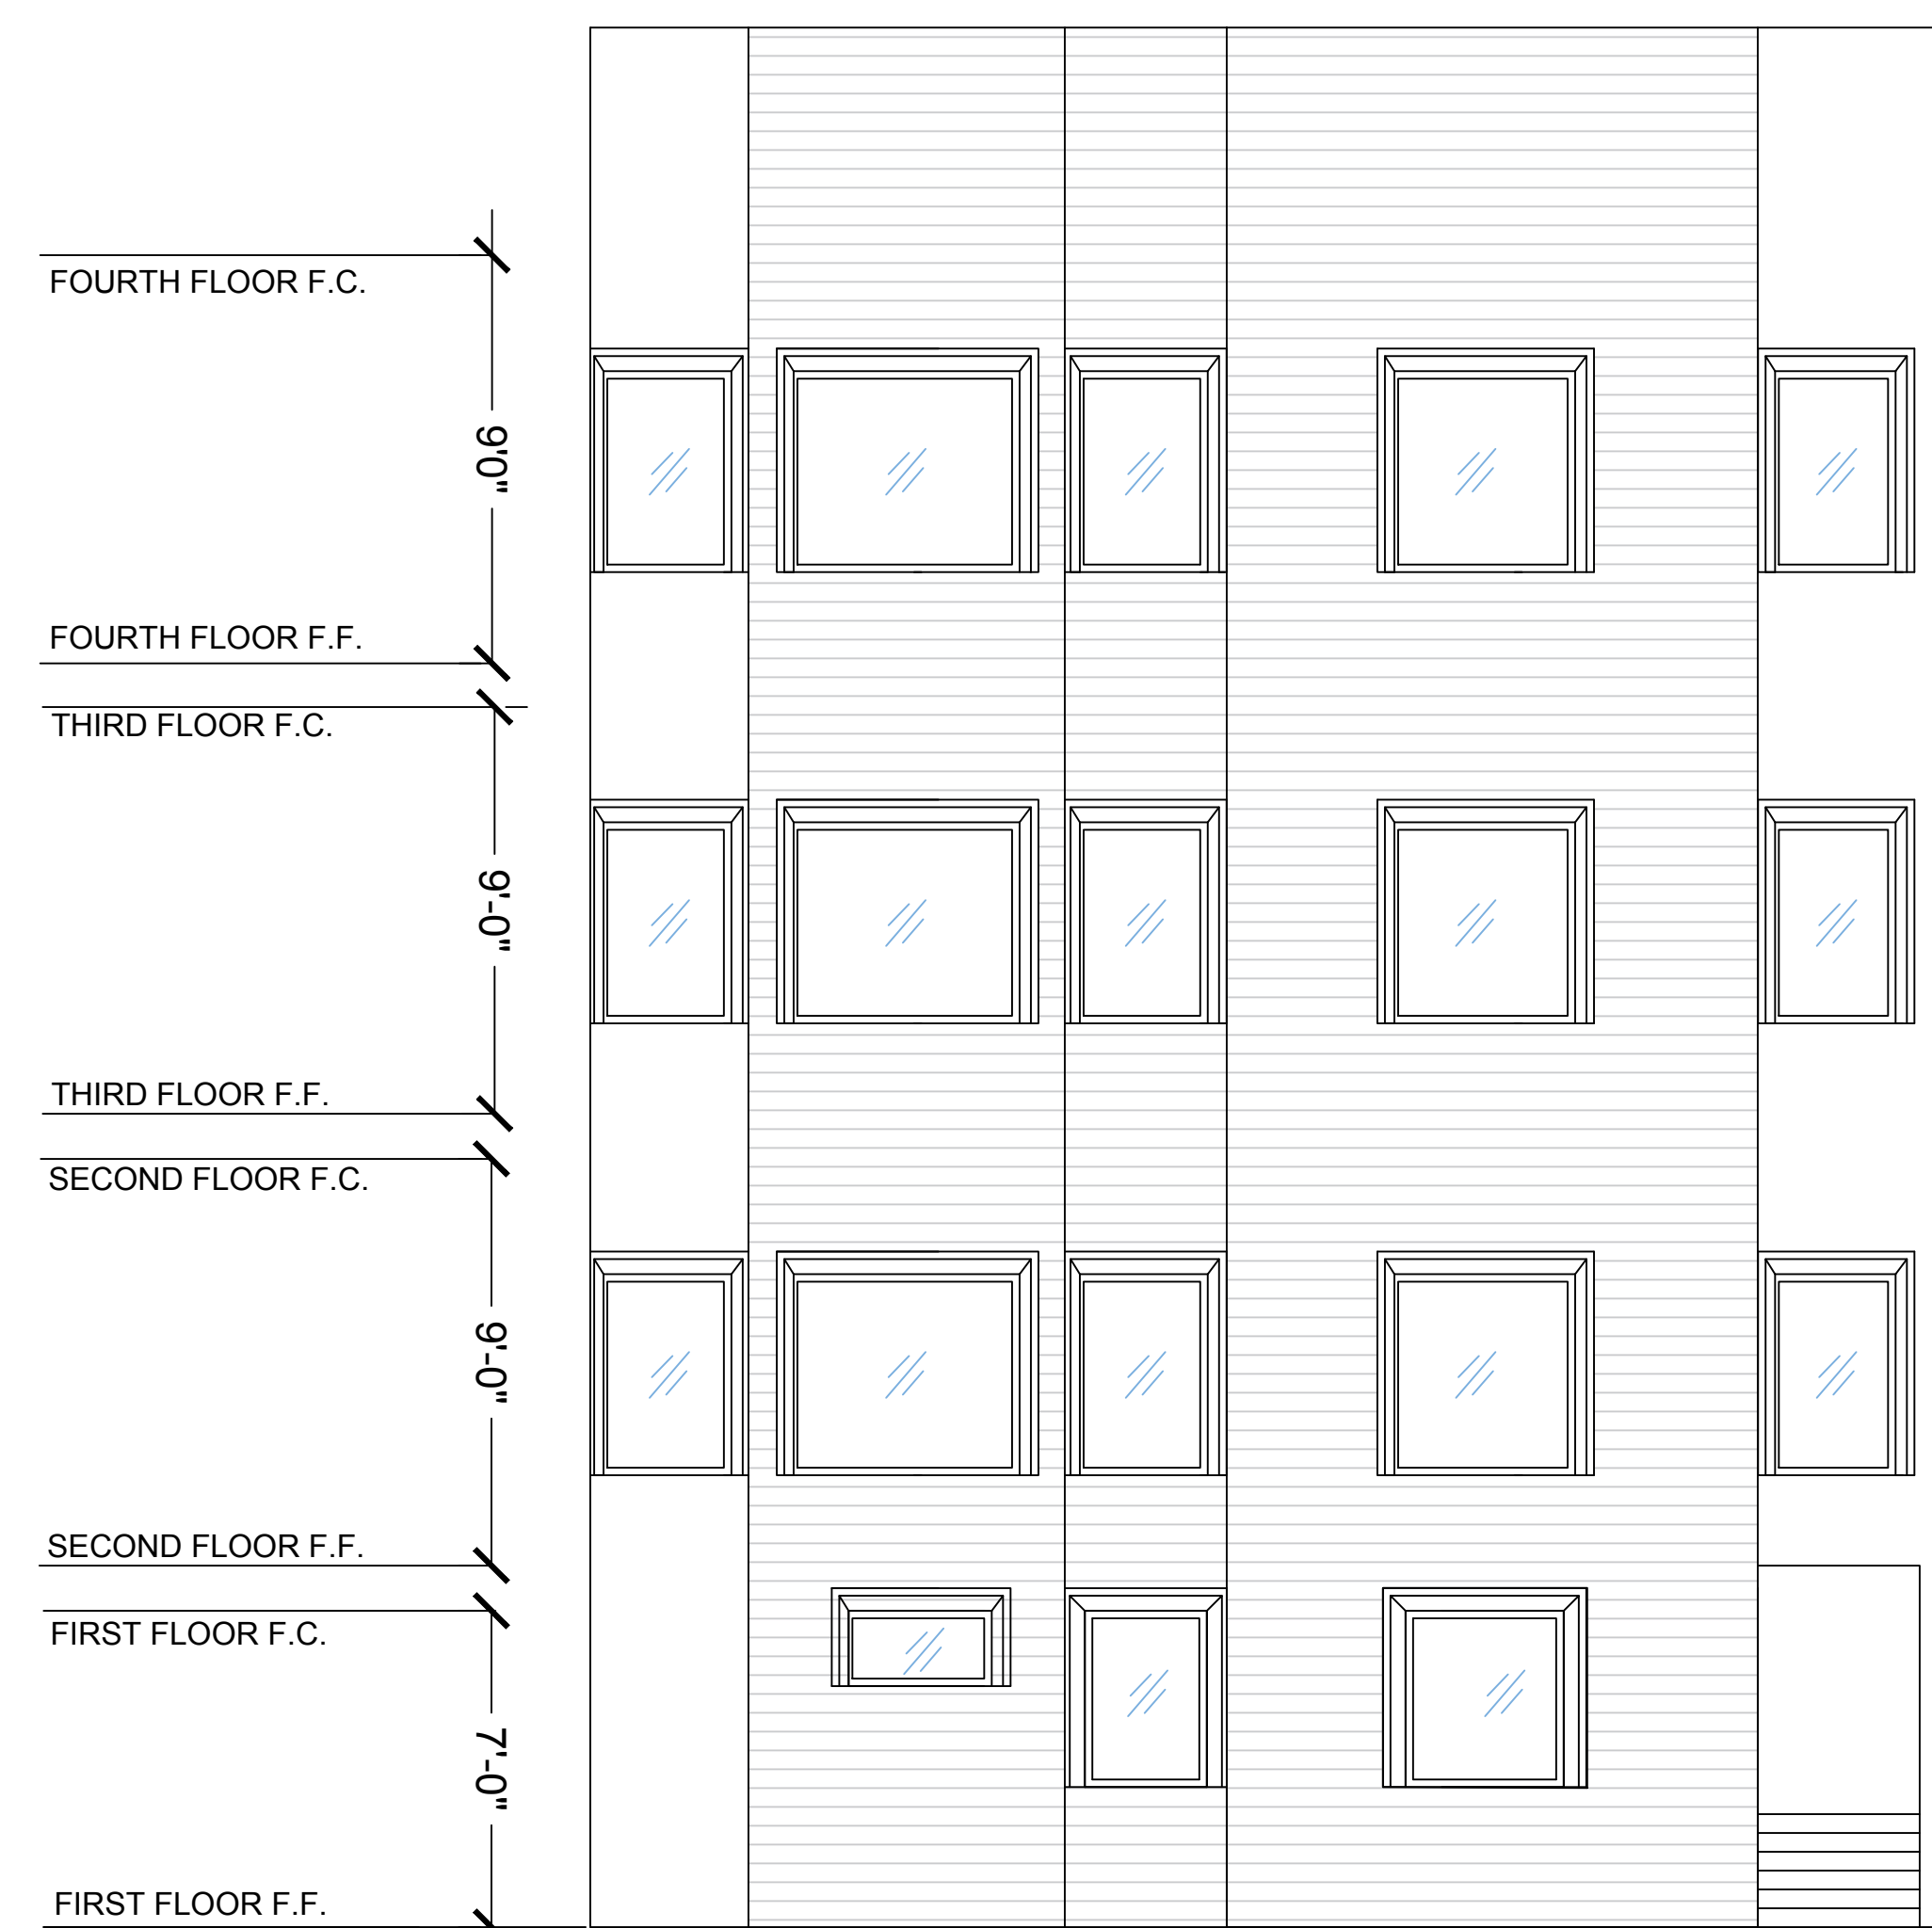 FOURTH FLOOR F.C.
9'0"
FOURTH FLOOR F.F.
THIRD FLOOR F.C.
9'-0"
THIRD FLOOR F.F.
SECOND FLOOR F.C.
9'-0"
SECOND FLOOR F.F.
FIRST FLOOR F.C.
7'-0"
FIRST FLOOR F.F.